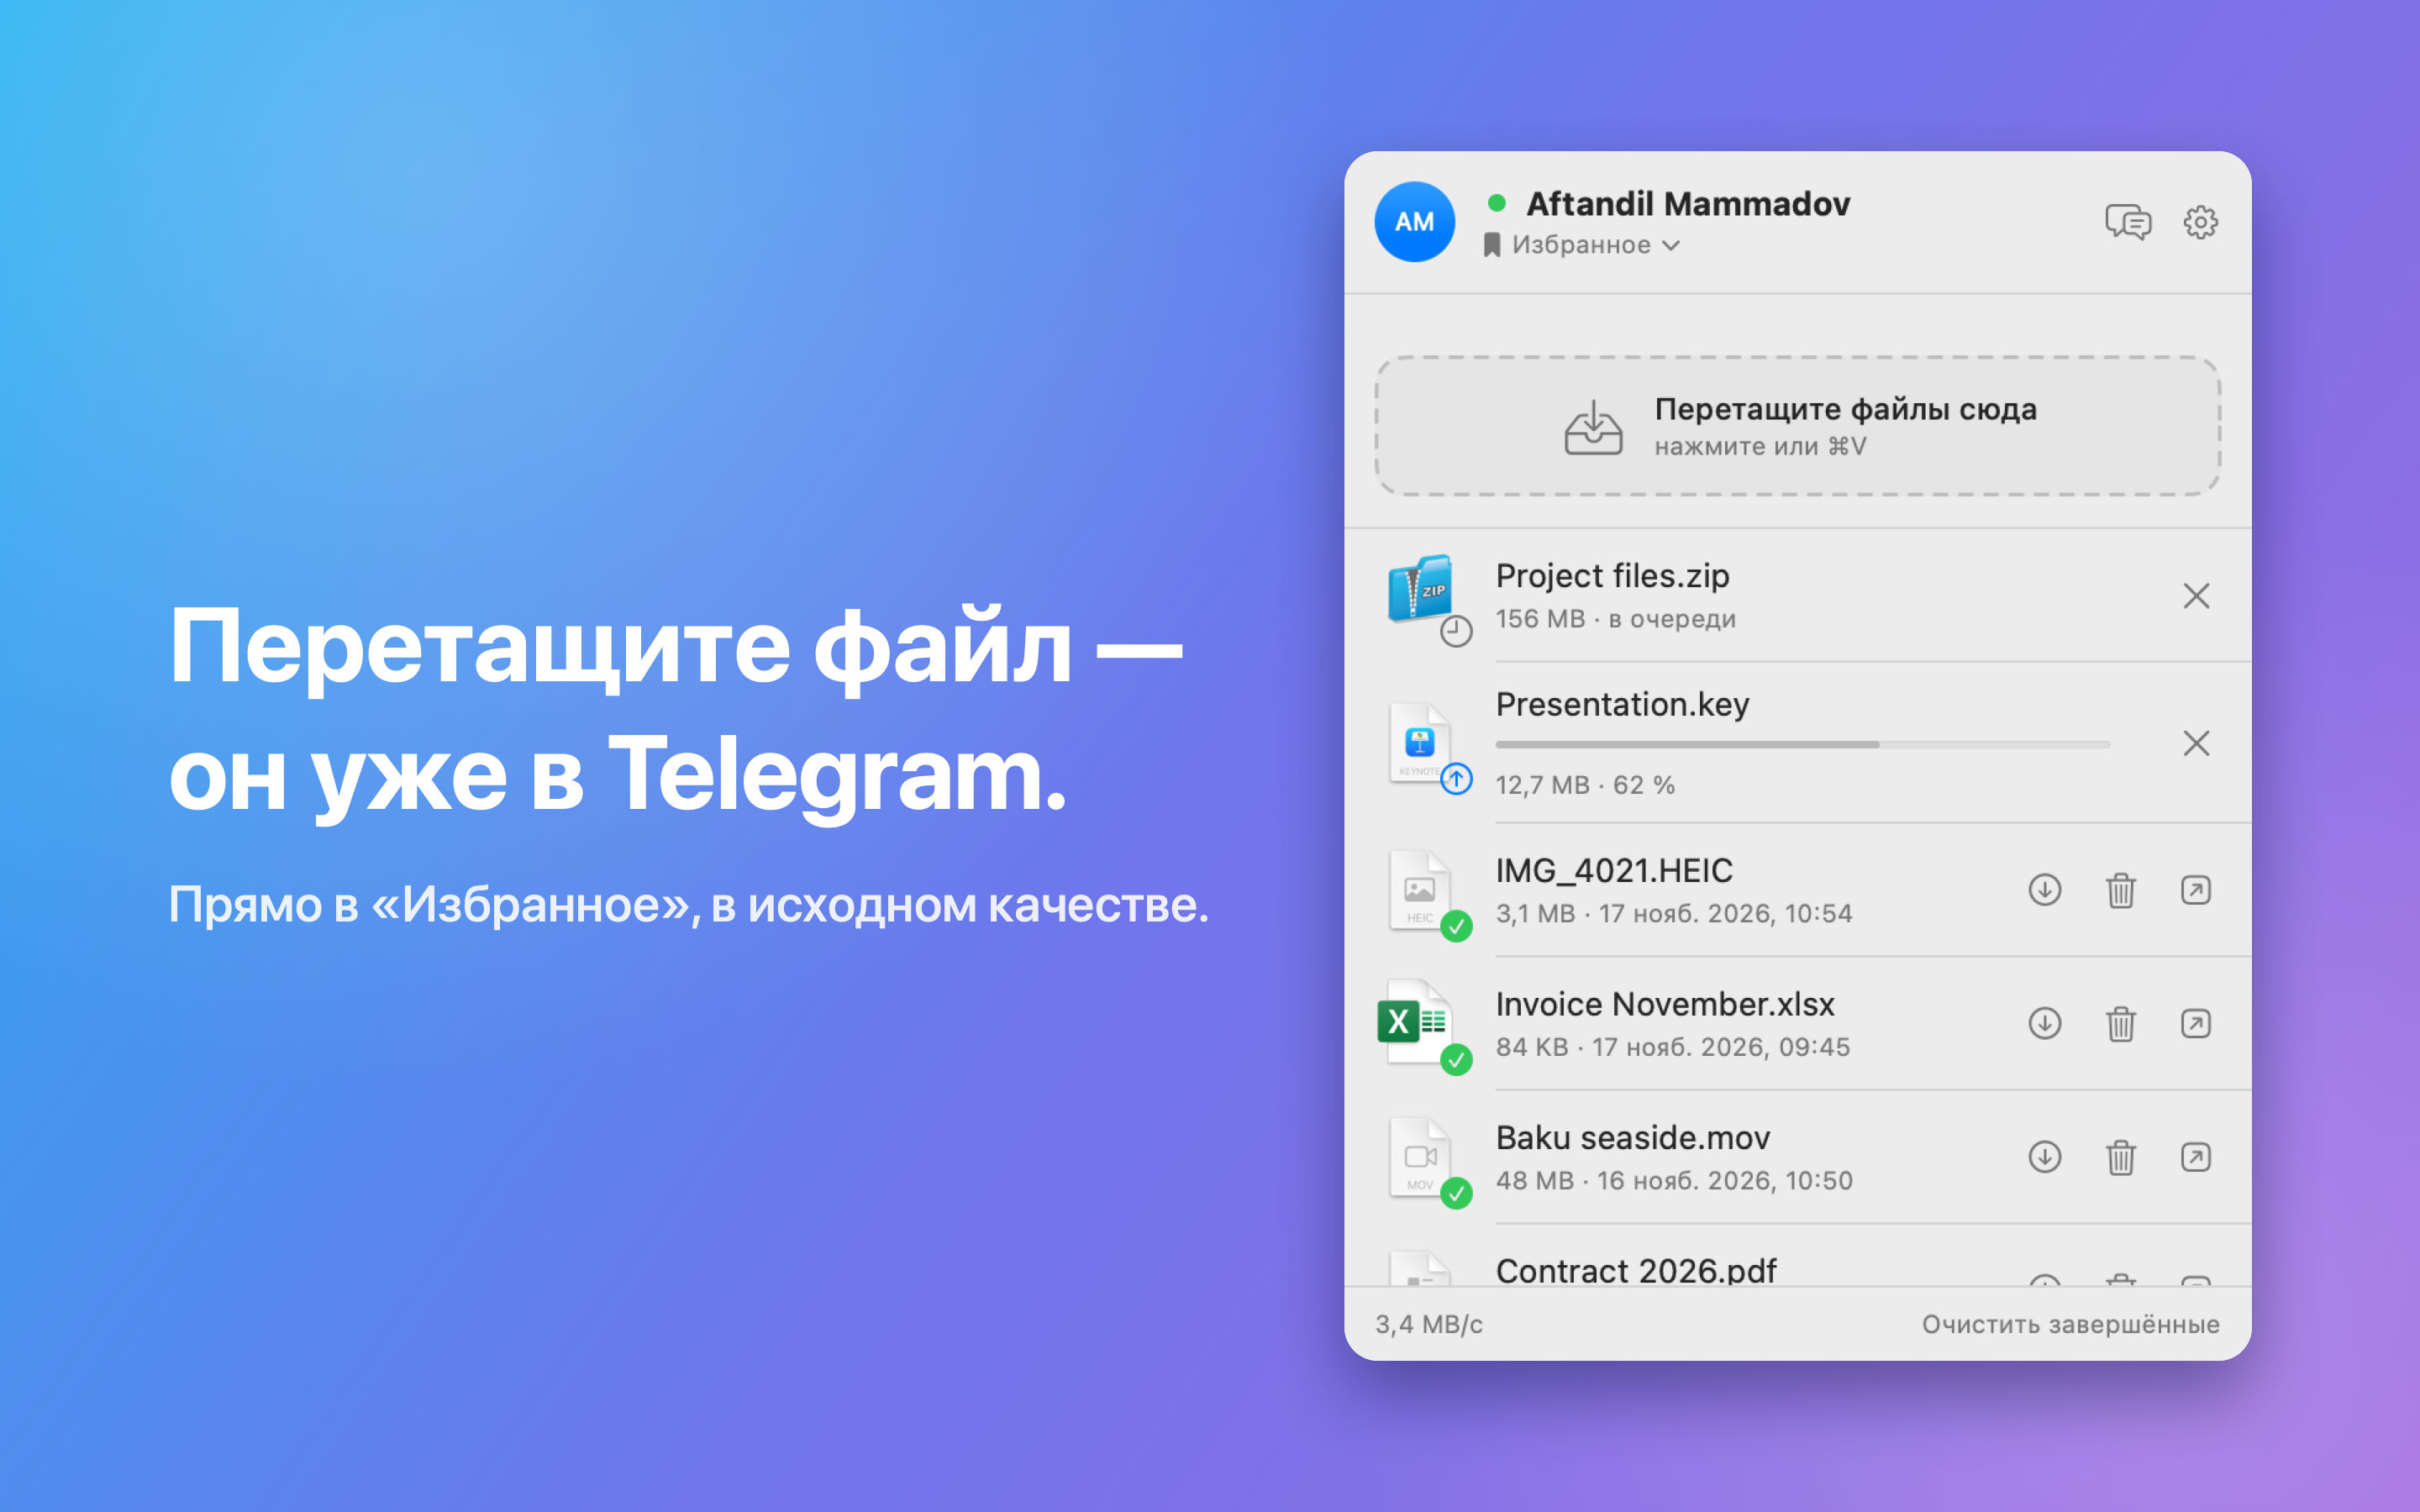 Перетащите файл —
он уже в Telegram.
Прямо в «Избранное», в исходном качестве.
AM
Aftandil Mammadov
Избранное
Перетащите файлы сюда
нажмите или ⌘V
ZIP
Project files.zip
156 MB · в очереди
KEYNOTE
Presentation.key
12,7 MB · 62 %
HEIC
IMG_4021.HEIC
3,1 MB · 17 нояб. 2026, 10:54
X
Invoice November.xlsx
84 KB · 17 нояб. 2026, 09:45
MOV
Baku seaside.mov
48 MB · 16 нояб. 2026, 10:50
Contract 2026.pdf
3,4 MB/с
Очистить завершённые